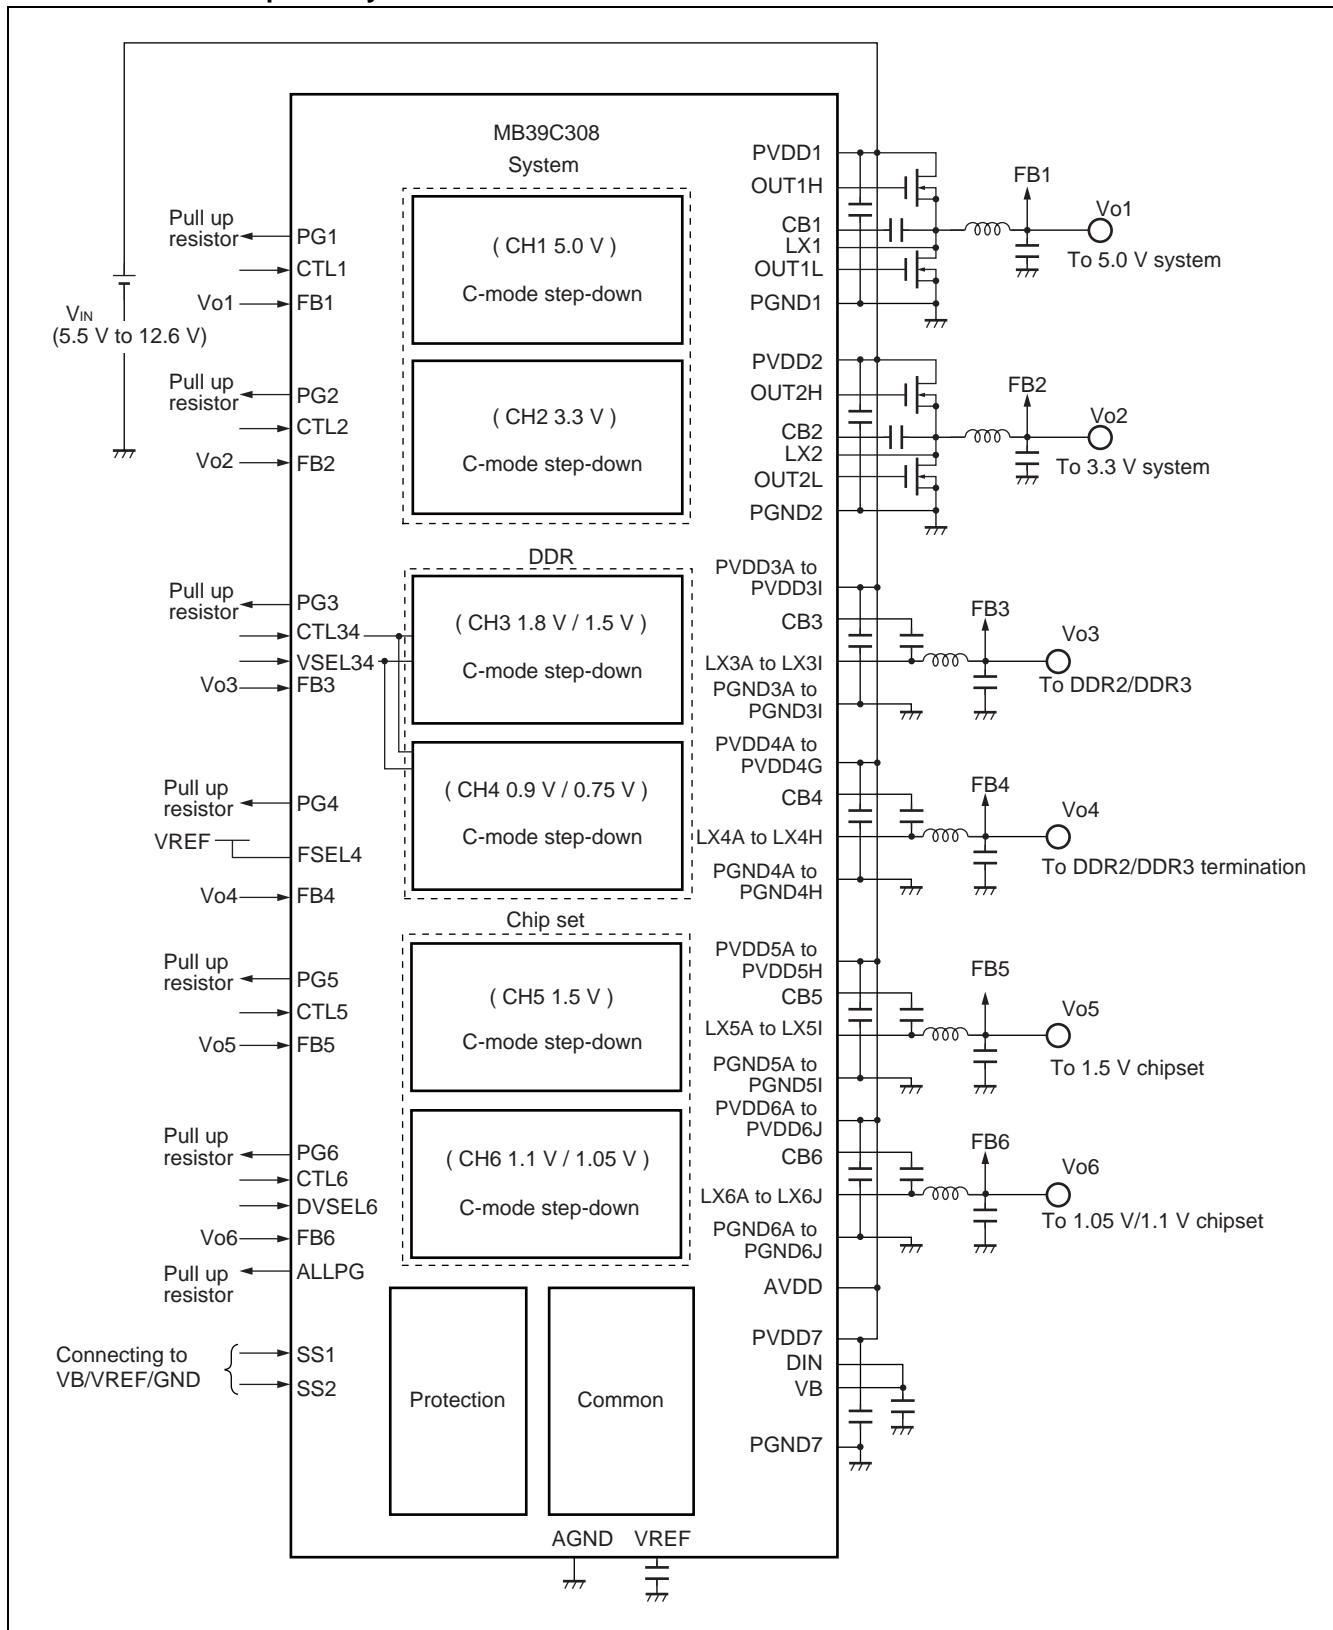 MB39C308
System
( CH1 5.0 V )
C-mode step-down
( CH2 3.3 V )
C-mode step-down
DDR
( CH3 1.8 V / 1.5 V )
C-mode step-down
( CH4 0.9 V / 0.75 V )
C-mode step-down
Chip set
( CH5 1.5 V )
C-mode step-down
( CH6 1.1 V / 1.05 V )
C-mode step-down
Protection
Common
VIN
(5.5 V to 12.6 V)
Pull up
resistor
PG1
CTL1
Vo1
FB1
Pull up
resistor
PG2
CTL2
Vo2
FB2
Pull up
resistor
PG3
CTL34
VSEL34
Vo3
FB3
Pull up
resistor
PG4
VREF
FSEL4
Vo4
FB4
Pull up
resistor
PG5
CTL5
Vo5
FB5
Pull up
resistor
PG6
CTL6
DVSEL6
Vo6
FB6
Pull up
resistor
ALLPG
Connecting to
VB/VREF/GND
SS1
SS2
AGND
VREF
PVDD1
OUT1H
CB1
LX1
OUT1L
PGND1
FB1
Vo1
To 5.0 V system
PVDD2
OUT2H
CB2
LX2
OUT2L
PGND2
FB2
Vo2
To 3.3 V system
PVDD3A to
PVDD3I
CB3
LX3A to LX3I
PGND3A to
PGND3I
FB3
Vo3
To DDR2/DDR3
PVDD4A to
PVDD4G
CB4
LX4A to LX4H
PGND4A to
PGND4H
FB4
Vo4
To DDR2/DDR3 termination
PVDD5A to
PVDD5H
CB5
LX5A to LX5I
PGND5A to
PGND5I
FB5
Vo5
To 1.5 V chipset
PVDD6A to
PVDD6J
CB6
LX6A to LX6J
PGND6A to
PGND6J
FB6
Vo6
To 1.05 V/1.1 V chipset
AVDD
PVDD7
DIN
VB
PGND7